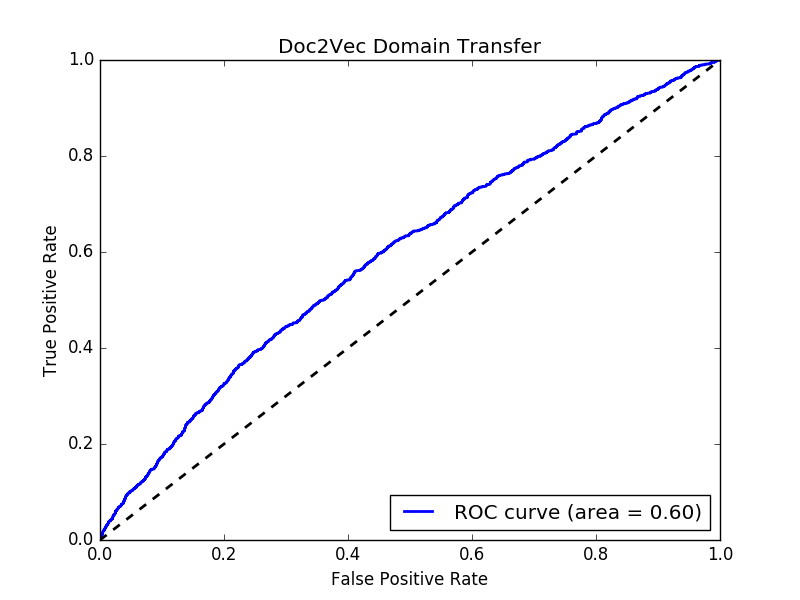 Doc2Vec Domain Transfer
1.0
0.8
0.6
0.4
0.2
0.0
True Positive Rate
ROC curve (area = 0.60)
0.0 0.2 0.4 0.6 0.8 1.0
False Positive Rate